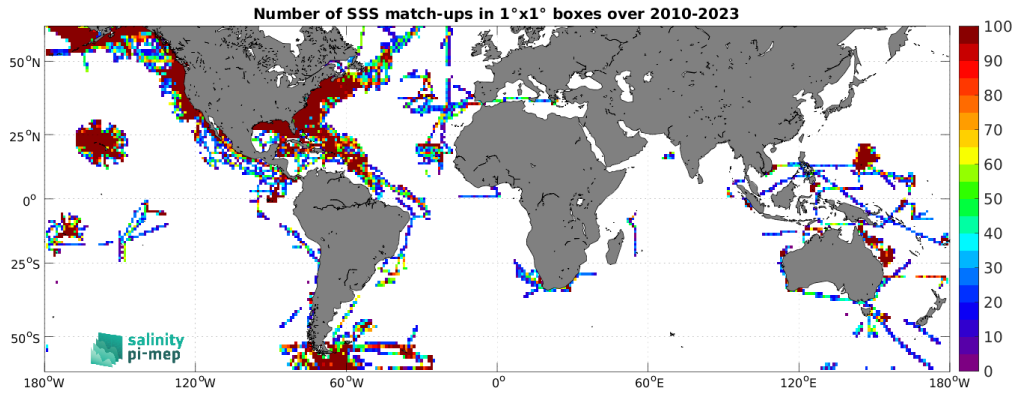 Number of SSS match-ups in 1°x1° boxes over 2010-2023
50°N
25°N
0°
25°S
50°S
180°W
120°W
60°W
0°
60°E
120°E
180°W
100
90
80
70
60
50
40
30
20
10
0
salinity
pi-mep